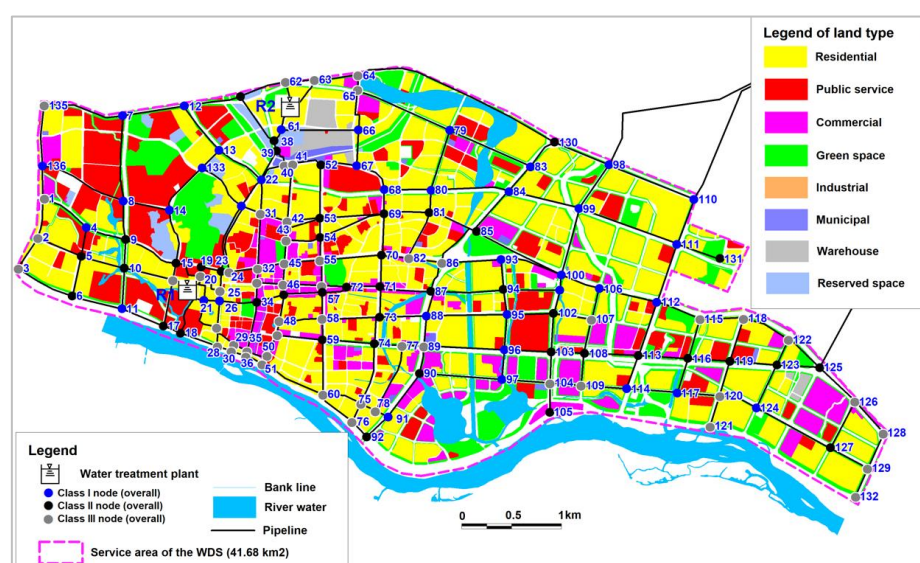 Legend of land type
Residential
Public service
Commercial
Green space
Industrial
Municipal
Warehouse
Reserved space
62 63 64
R2 65
135 7 12
61 66 79 130
38
13 39 41 52 67 83 98
136 133 40
22 68 80 84 110
1 8 14 31 42 53 69 81 99
4 43 85 111
2 9 54
5 10 15 19 23 32 45 55 70 82 86 93 131
3 20 24 100
R1 25 46 72 71 87 94 106
6 21 26 34 57 112
11 48 58 73 88 95 102 107 115 118
17 18 29 35 59 74 77 89 96 103 108 113 116 119 122
28 30 36 50 51 90 97 104 109 114 117 120 123 125
60 75 78 91 105 124 126
76 92 121 127 128
129
132
Legend
Water treatment plant
Class I node (overall)
Class II node (overall)
Class III node (overall)
Bank line
River water
Pipeline
Service area of the WDS (41.68 km2)
0 0.5 1km